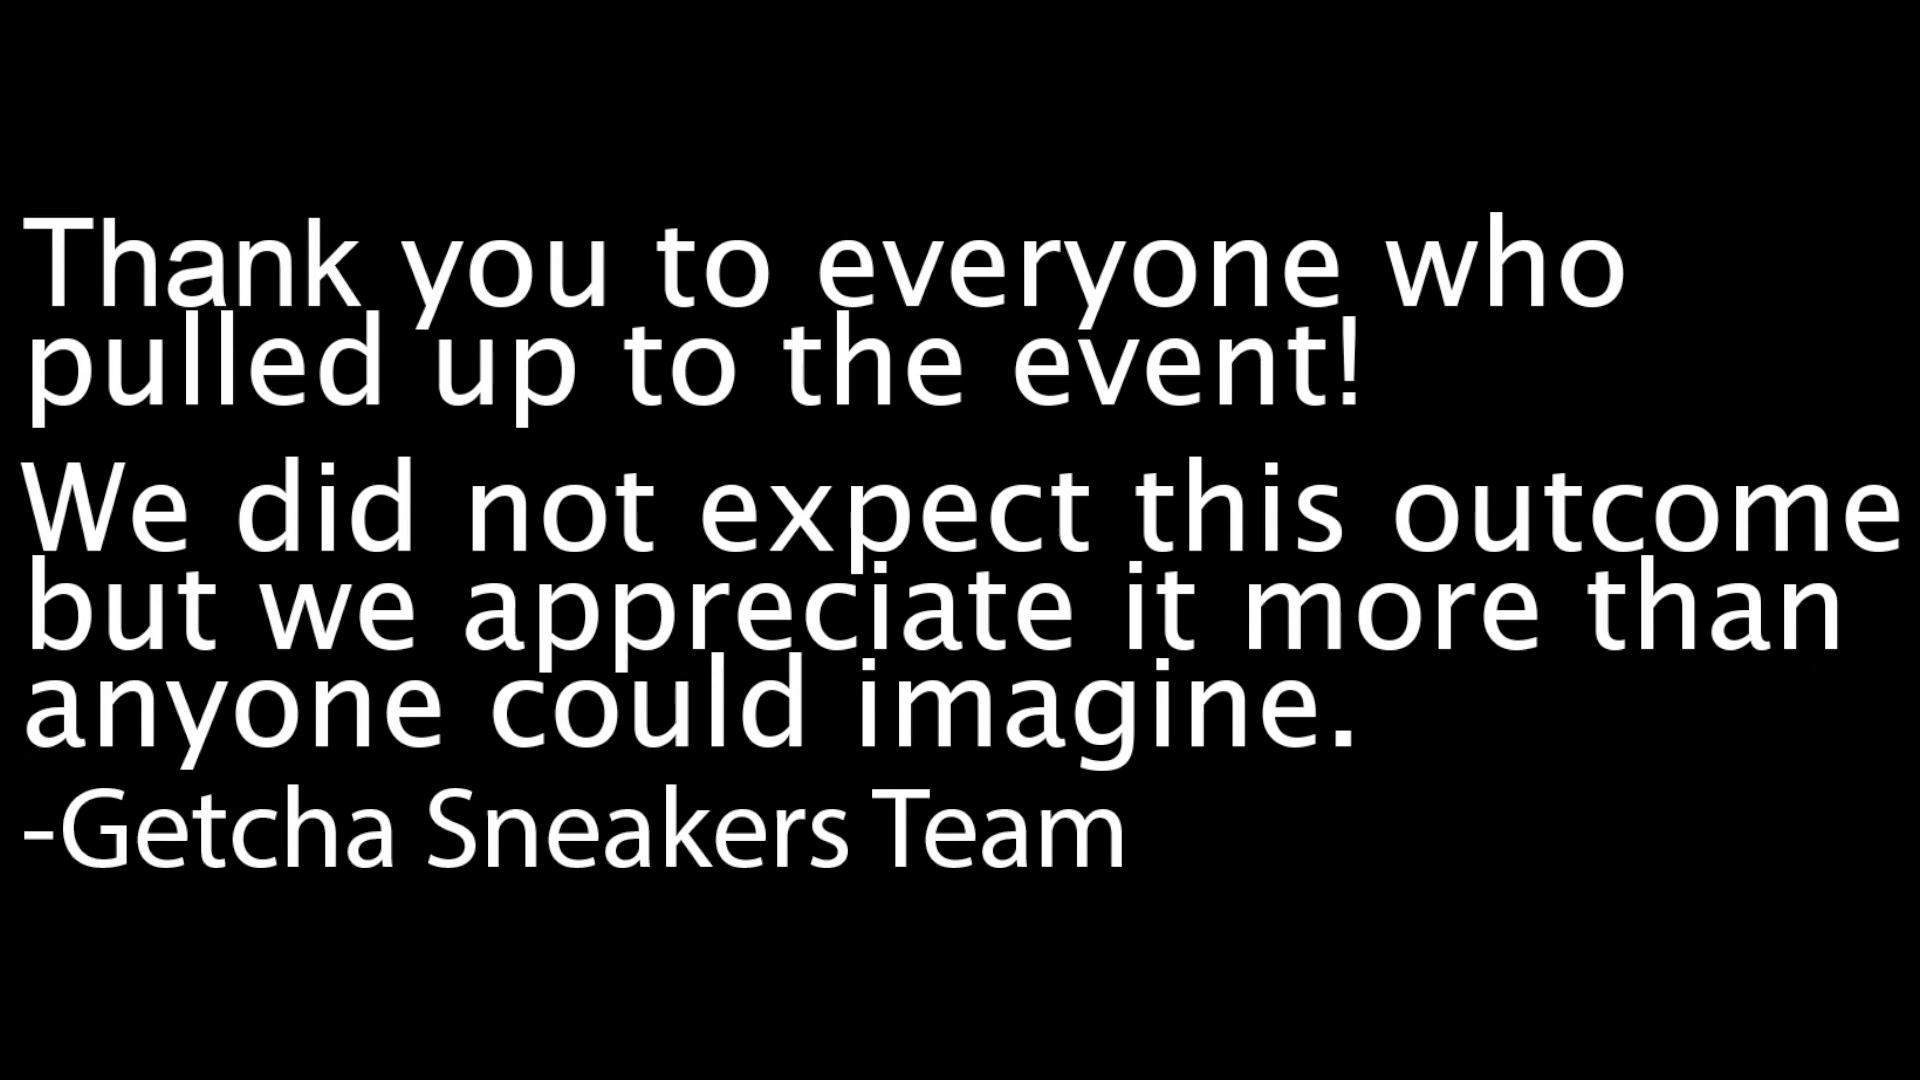 Thank you to everyone who
pulled up to the event!
We did not expect this outcome
but we appreciate it more than
anyone could imagine.
-Getcha Sneakers Team